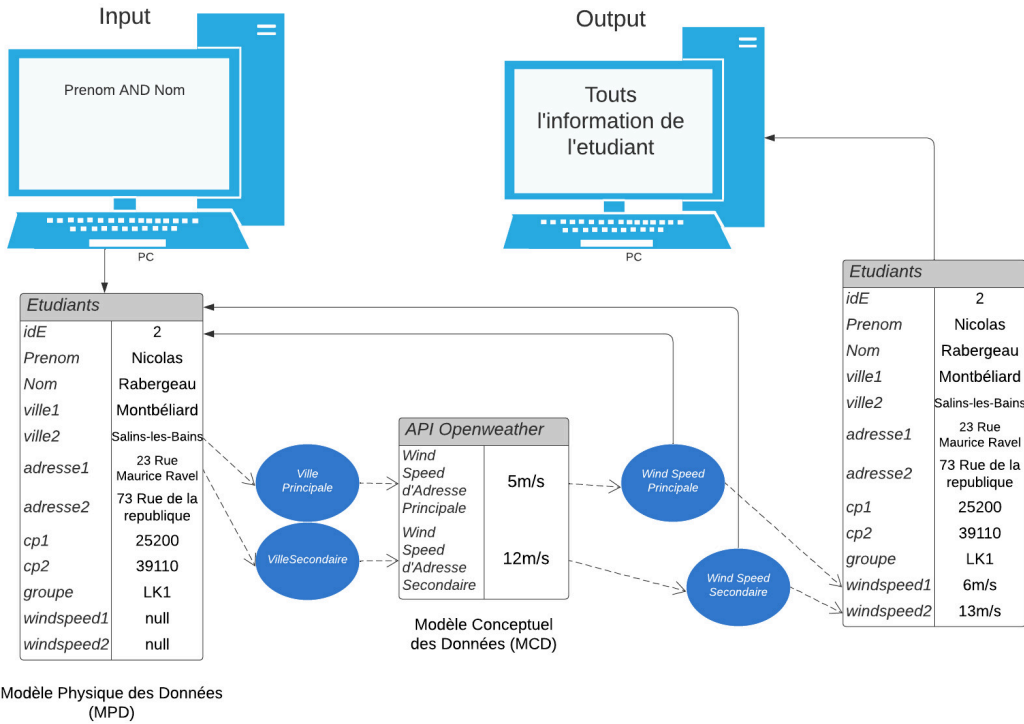 Input
Prenom AND Nom
PC
Output
Touts
l'information de
l'etudiant
PC
Etudiants
idE 2
Prenom Nicolas
Nom Rabergeau
ville1 Montbéliard
ville2 Salins-les-Bains
adresse1 23 Rue
Maurice Ravel
adresse2 73 Rue de la
republique
cp1 25200
cp2 39110
groupe LK1
windspeed1 null
windspeed2 null
Modèle Physique des Données
(MPD)
Ville
Principale
VilleSecondaire
API Openweather
Wind
Speed
d'Adresse
Principale
5m/s
Wind
Speed
d'Adresse
Secondaire
12m/s
Modèle Conceptuel
des Données (MCD)
Wind Speed
Principale
Wind Speed
Secondaire
Etudiants
idE 2
Prenom Nicolas
Nom Rabergeau
ville1 Montbéliard
ville2 Salins-les-Bains
adresse1 23 Rue
Maurice Ravel
adresse2 73 Rue de la
republique
cp1 25200
cp2 39110
groupe LK1
windspeed1 6m/s
windspeed2 13m/s